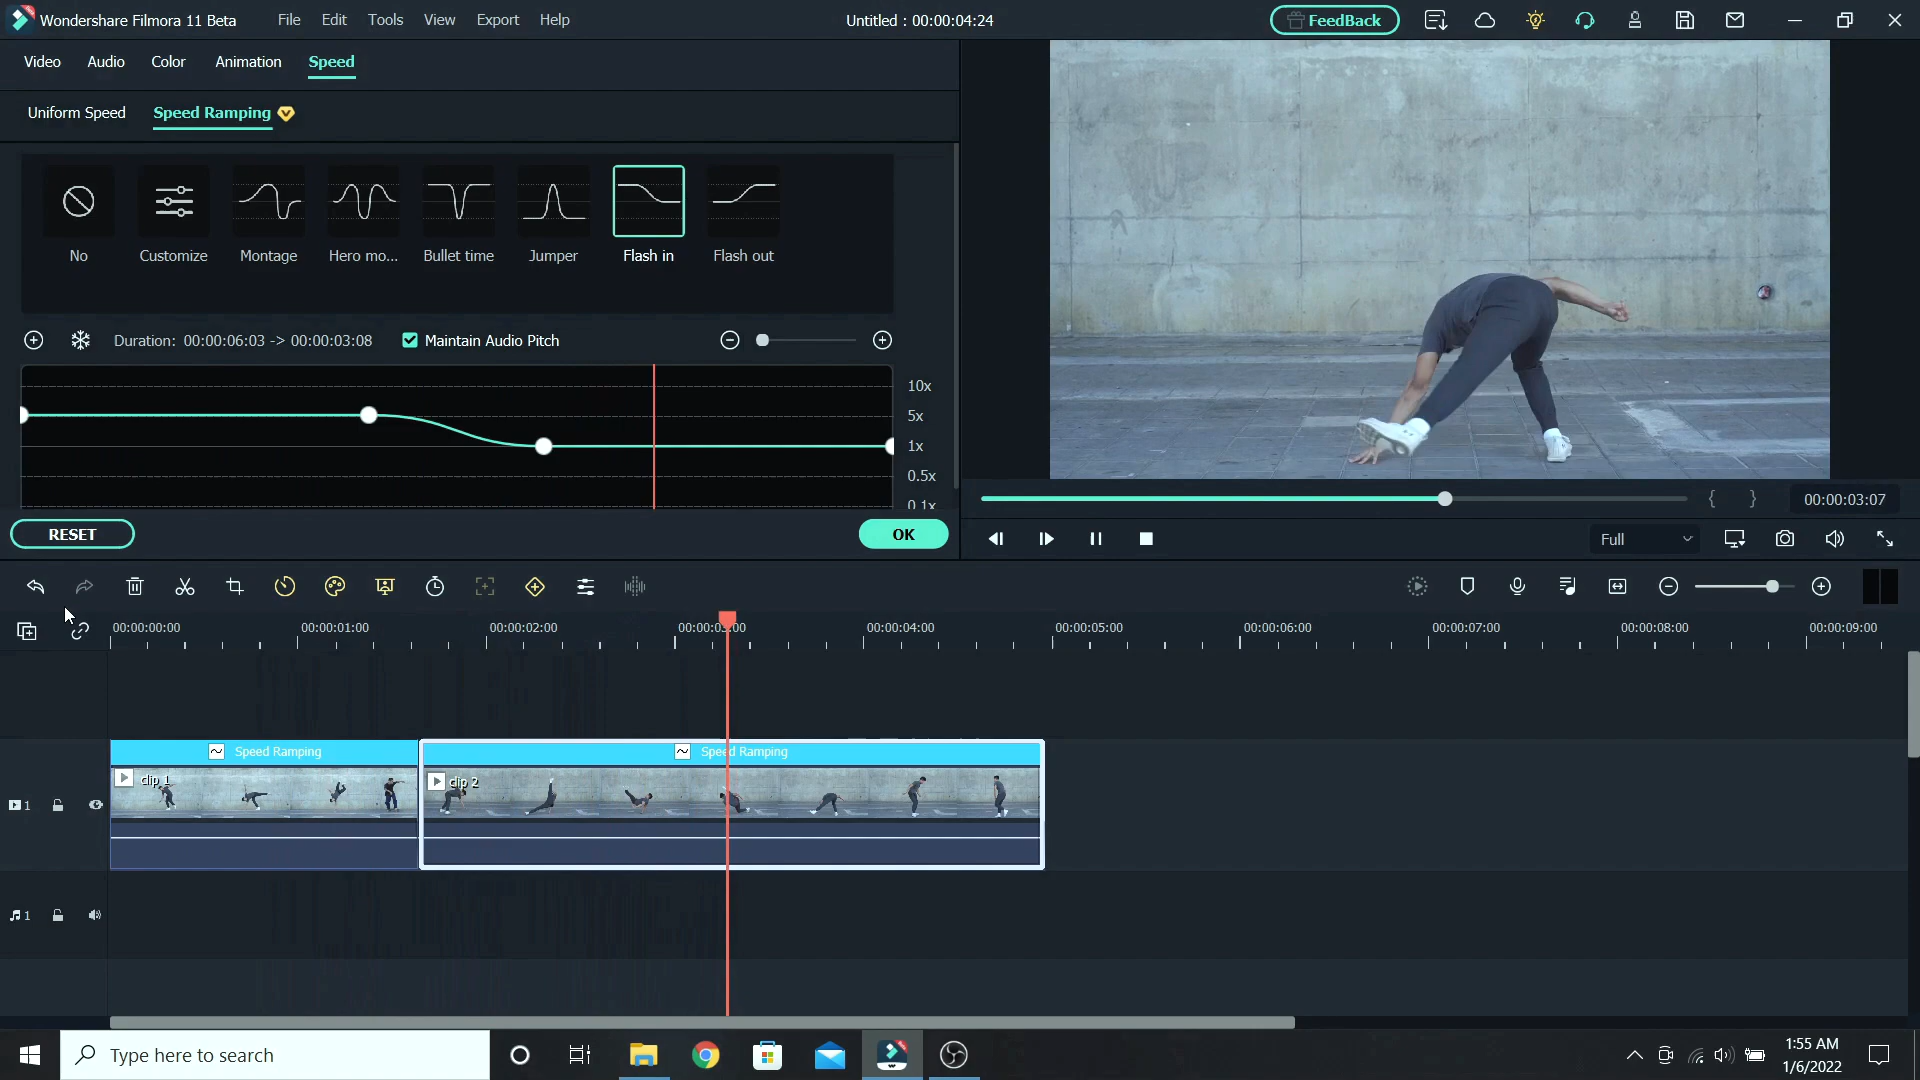 Wondershare Filmora 11 Beta File Edit Tools View Export Help Untitled : 00:00:04:24 FeedBack
Video Audio Color Animation Speed
Uniform Speed Speed Ramping
No Customize Montage Hero mo... Bullet time Jumper Flash in Flash out
Duration: 00:00:06:03 -> 00:00:03:08 Maintain Audio Pitch
10x
5x
1x
0.5x
0.1x
RESET OK
{ } 00:00:03:07
Full
00:00:00:00 00:00:01:00 00:00:02:00 00:00:03:00 00:00:04:00 00:00:05:00 00:00:06:00 00:00:07:00 00:00:08:00 00:00:09:00
Speed Ramping Speed Ramping
clip 1 clip 2
1
1
Type here to search
1:55 AM
1/6/2022